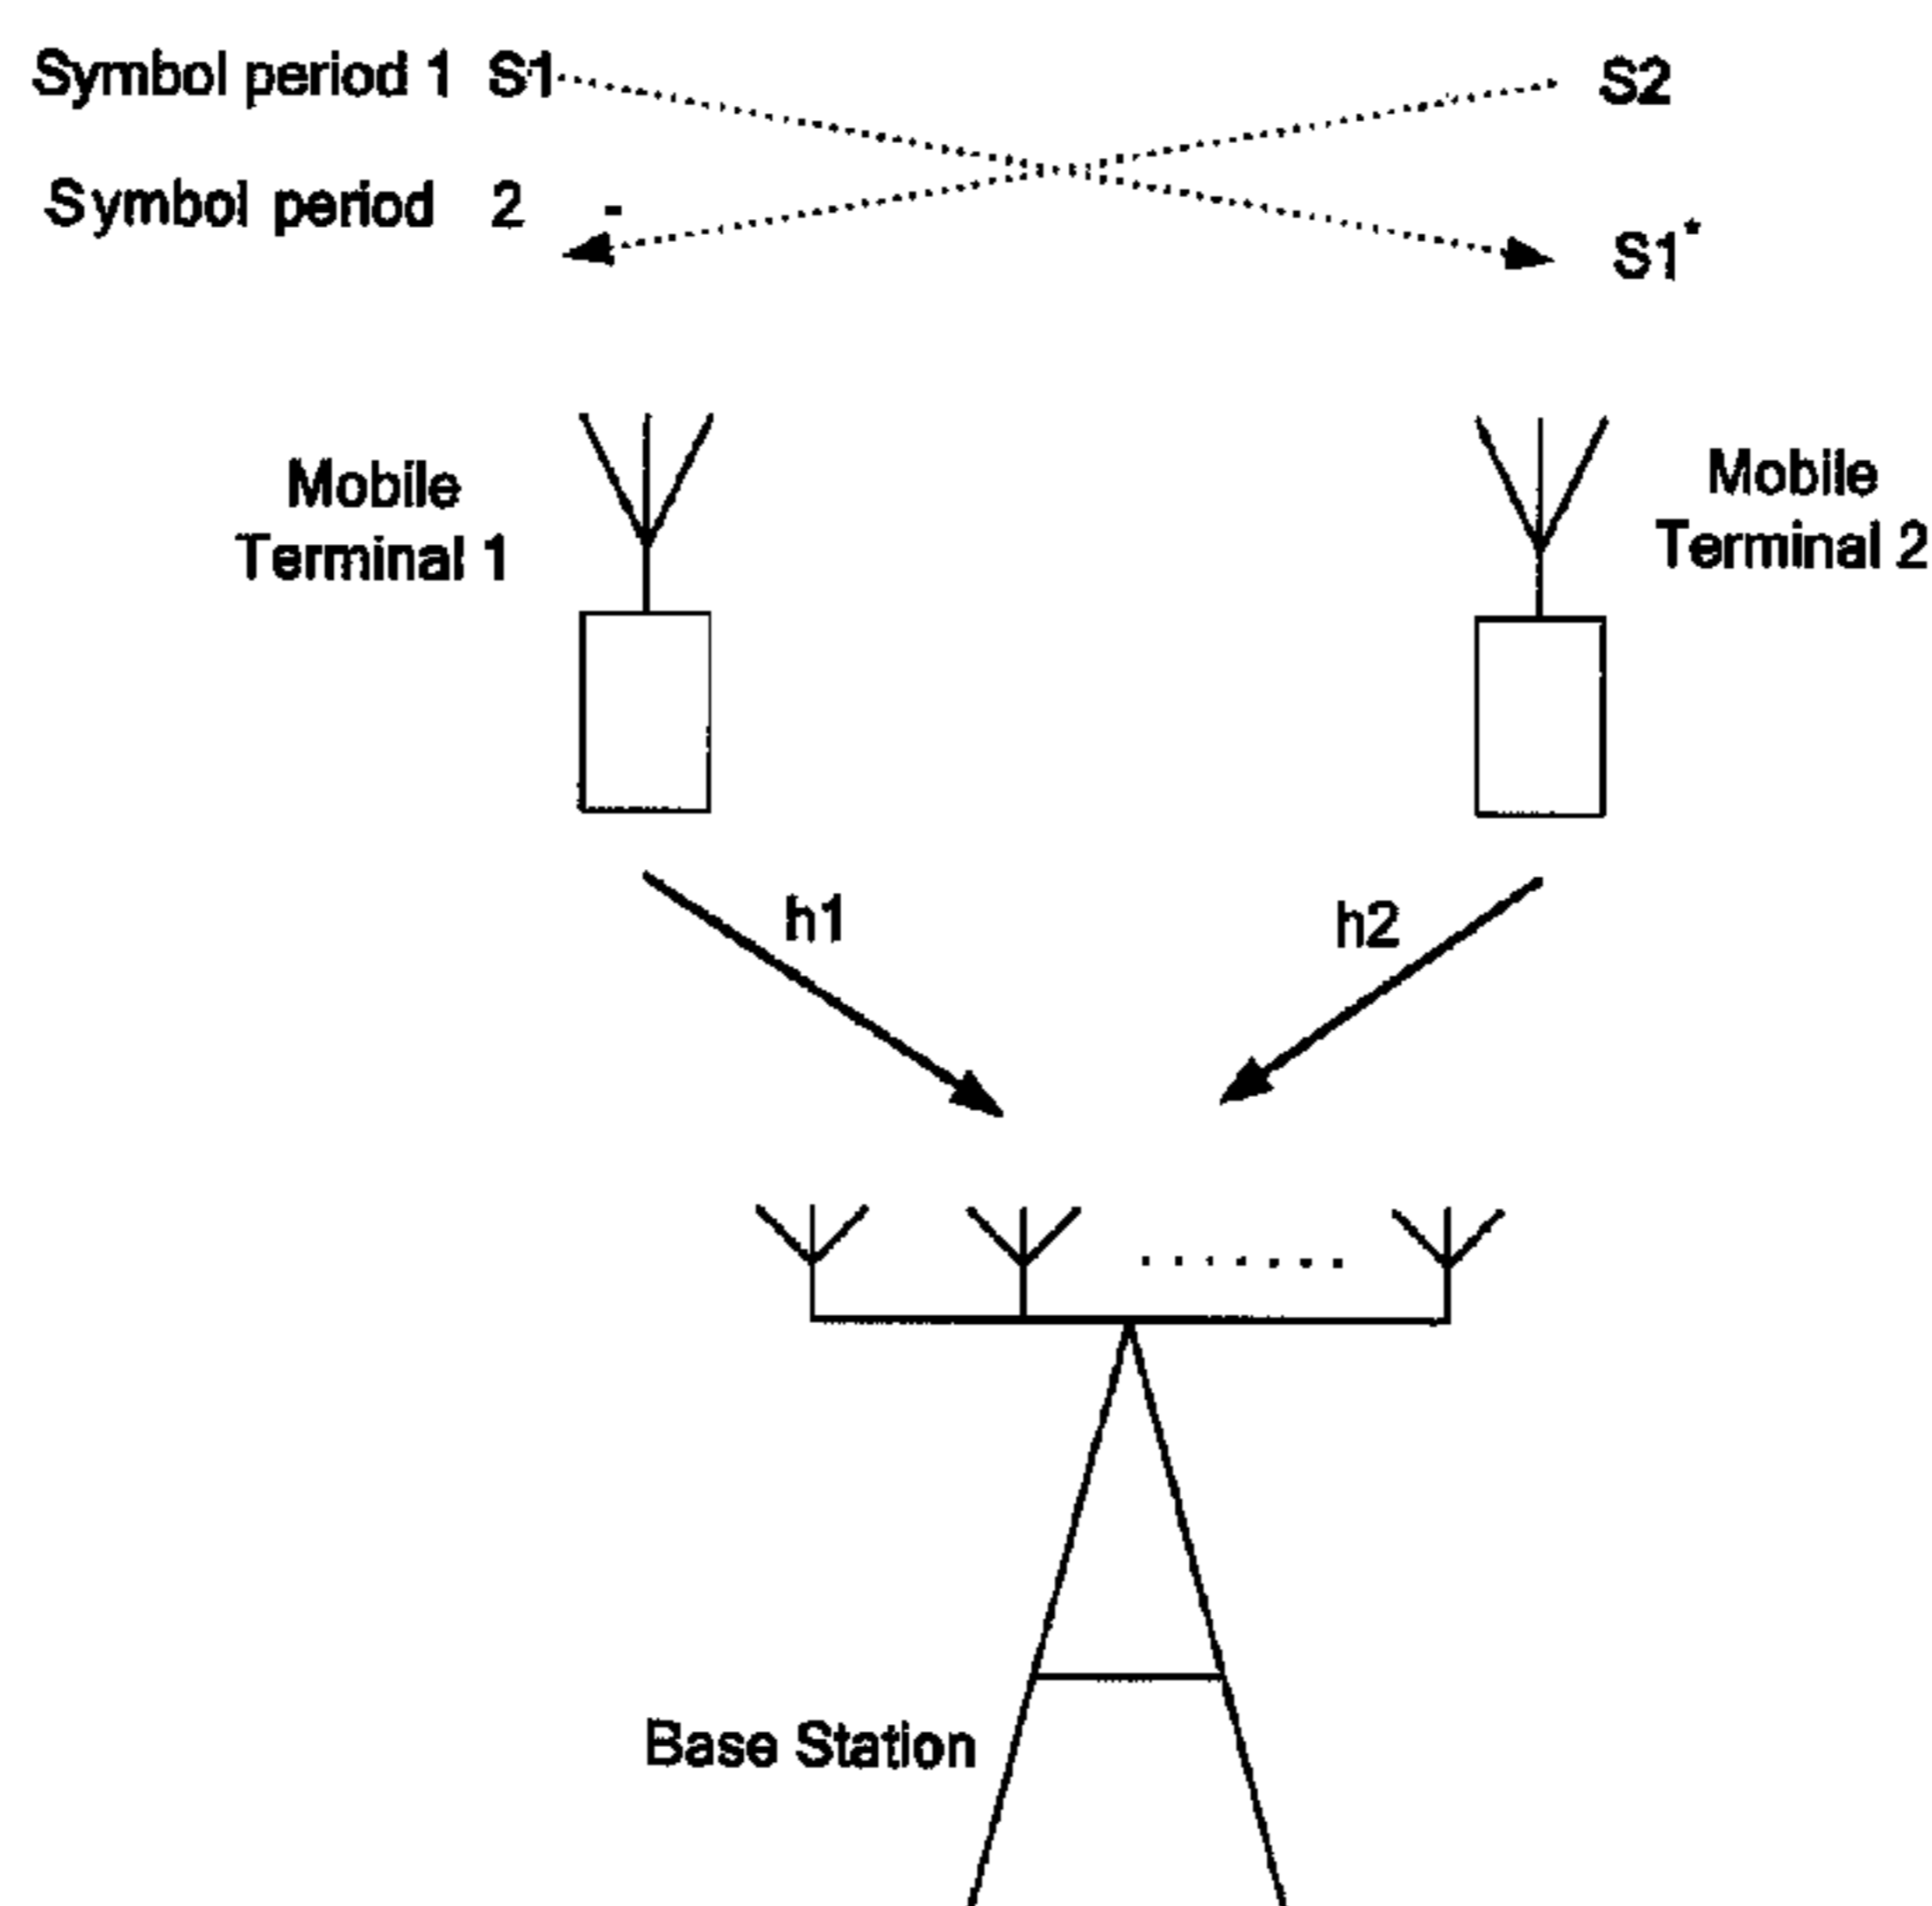 Symbol period 1 S1 S2
Symbol period 2 -
S1*
Mobile
Terminal 1
Mobile
Terminal 2
h1 h2
Base Station